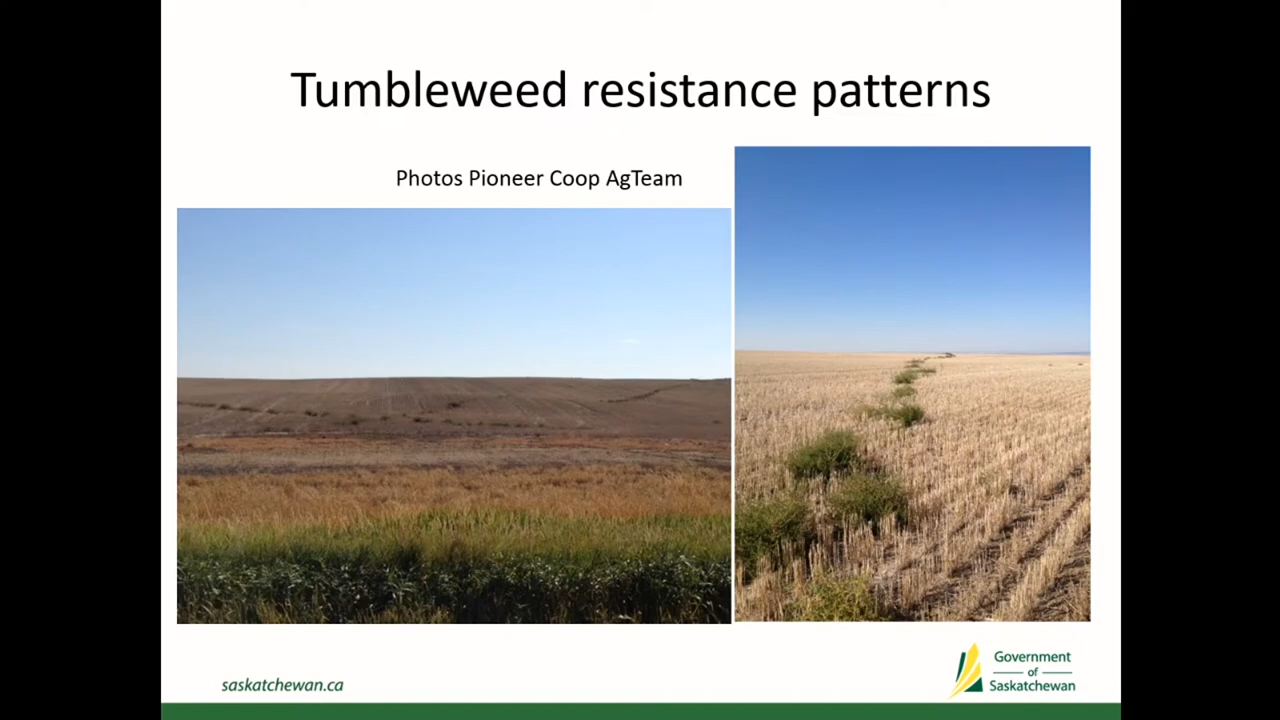 Tumbleweed resistance patterns
Photos Pioneer Coop AgTeam
saskatchewan.ca
Government
of
Saskatchewan